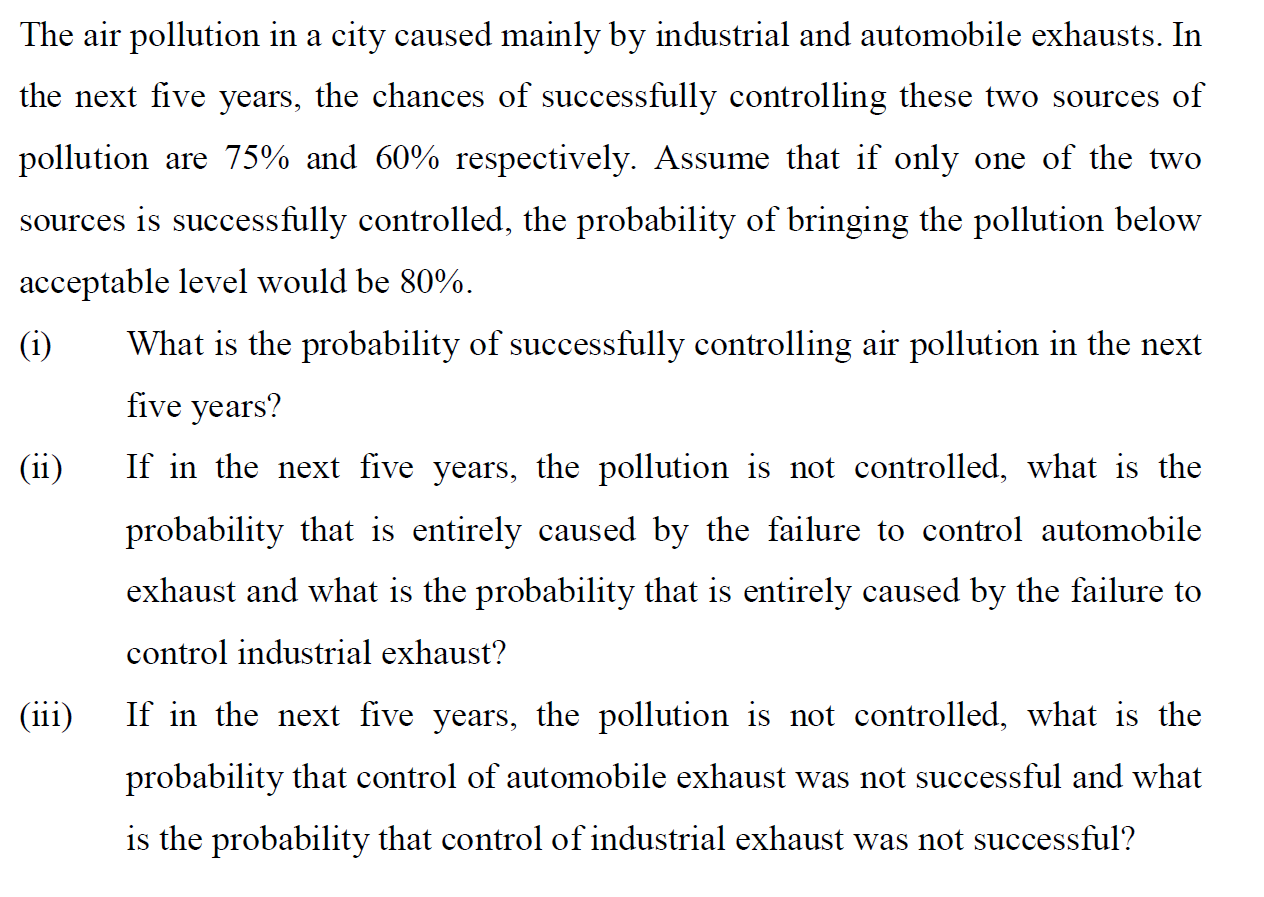 The air pollution in a city caused mainly by industrial and automobile exhausts. In
the next five years, the chances of successfully controlling these two sources of
pollution are 75% and 60% respectively. Assume that if only one of the two
sources is successfully controlled, the probability of bringing the pollution below
acceptable level would be 80%.
(i) What is the probability of successfully controlling air pollution in the next
five years?
(ii) If in the next five years, the pollution is not controlled, what is the
probability that is entirely caused by the failure to control automobile
exhaust and what is the probability that is entirely caused by the failure to
control industrial exhaust?
(iii) If in the next five years, the pollution is not controlled, what is the
probability that control of automobile exhaust was not successful and what
is the probability that control of industrial exhaust was not successful?